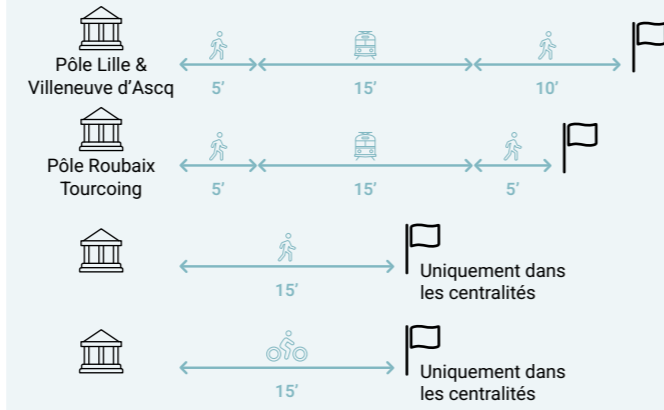 Pôle Lille &
Villeneuve d’Ascq
5’
15’
10’
Pôle Roubaix
Tourcoing
5’
15’
5’
15’
Uniquement dans
les centralités
15’
Uniquement dans
les centralités